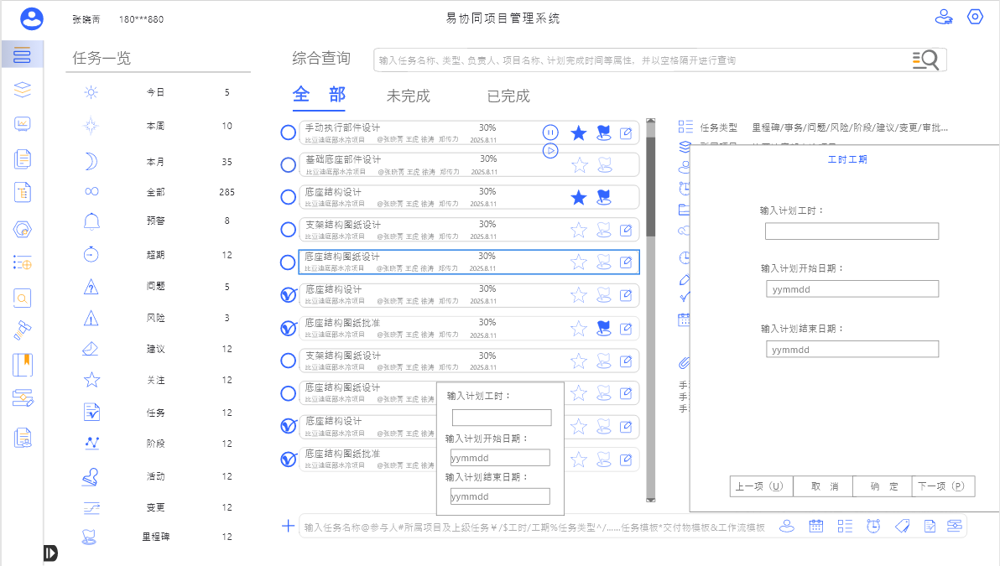 张晓菁 180***880
易协同项目管理系统
任务一览
今日 5
本周 10
本月 35
全部 285
预警 8
超期 12
问题 5
风险 3
建议 12
关注 12
任务 12
阶段 12
活动 12
变更 12
里程碑 12
综合查询
输入任务名称、类型、负责人、项目名称、计划完成时间等属性，并以空格隔开进行查询
全 部 未完成 已完成
手动执行部件设计 30%
比亚迪底部水冷项目 @张晓菁 王虎 徐涛 郑传力 2025.8.11
基础底座部件设计 30%
比亚迪底部水冷项目 @张晓菁 王虎 徐涛 郑传力 2025.8.11
底座结构设计 30%
比亚迪底部水冷项目 @张晓菁 王虎 徐涛 郑传力 2025.8.11
支架结构图纸设计 30%
比亚迪底部水冷项目 @张晓菁 王虎 徐涛 郑传力 2025.8.11
底座结构图纸设计 30%
比亚迪底部水冷项目 @张晓菁 王虎 徐涛 郑传力 2025.8.11
底座结构设计 30%
比亚迪底部水冷项目 @张晓菁 王虎 徐涛 郑传力 2025.8.11
底座结构图纸批准 30%
比亚迪底部水冷项目 @张晓菁 王虎 徐涛 郑传力 2025.8.11
支架结构图纸设计 30%
比亚迪底部水冷项目 @张晓菁 王虎 徐涛 郑传力 2025.8.11
底座结构图纸设计
比亚迪底部水冷项目 @张晓菁 王虎 徐涛
底座结构设计
比亚迪底部水冷项目 @张晓菁 王虎 徐涛
底座结构图纸批准
比亚迪底部水冷项目 @张晓菁 王虎 徐涛
输入计划工时：
输入计划开始日期：
yymmdd
输入计划结束日期：
yymmdd
输入任务名称@参与人#所属项目及上级任务￥/$工时/工期%任务类型^/......任务模板*交付物模板&工作流模板
任务类型 里程碑/事务/问题/风险/阶段/建议/变更/审批...
手
手
手
工时工期
输入计划工时：
输入计划开始日期：
yymmdd
输入计划结束日期：
yymmdd
上一项（U） 取 消 确 定 下一项（P）